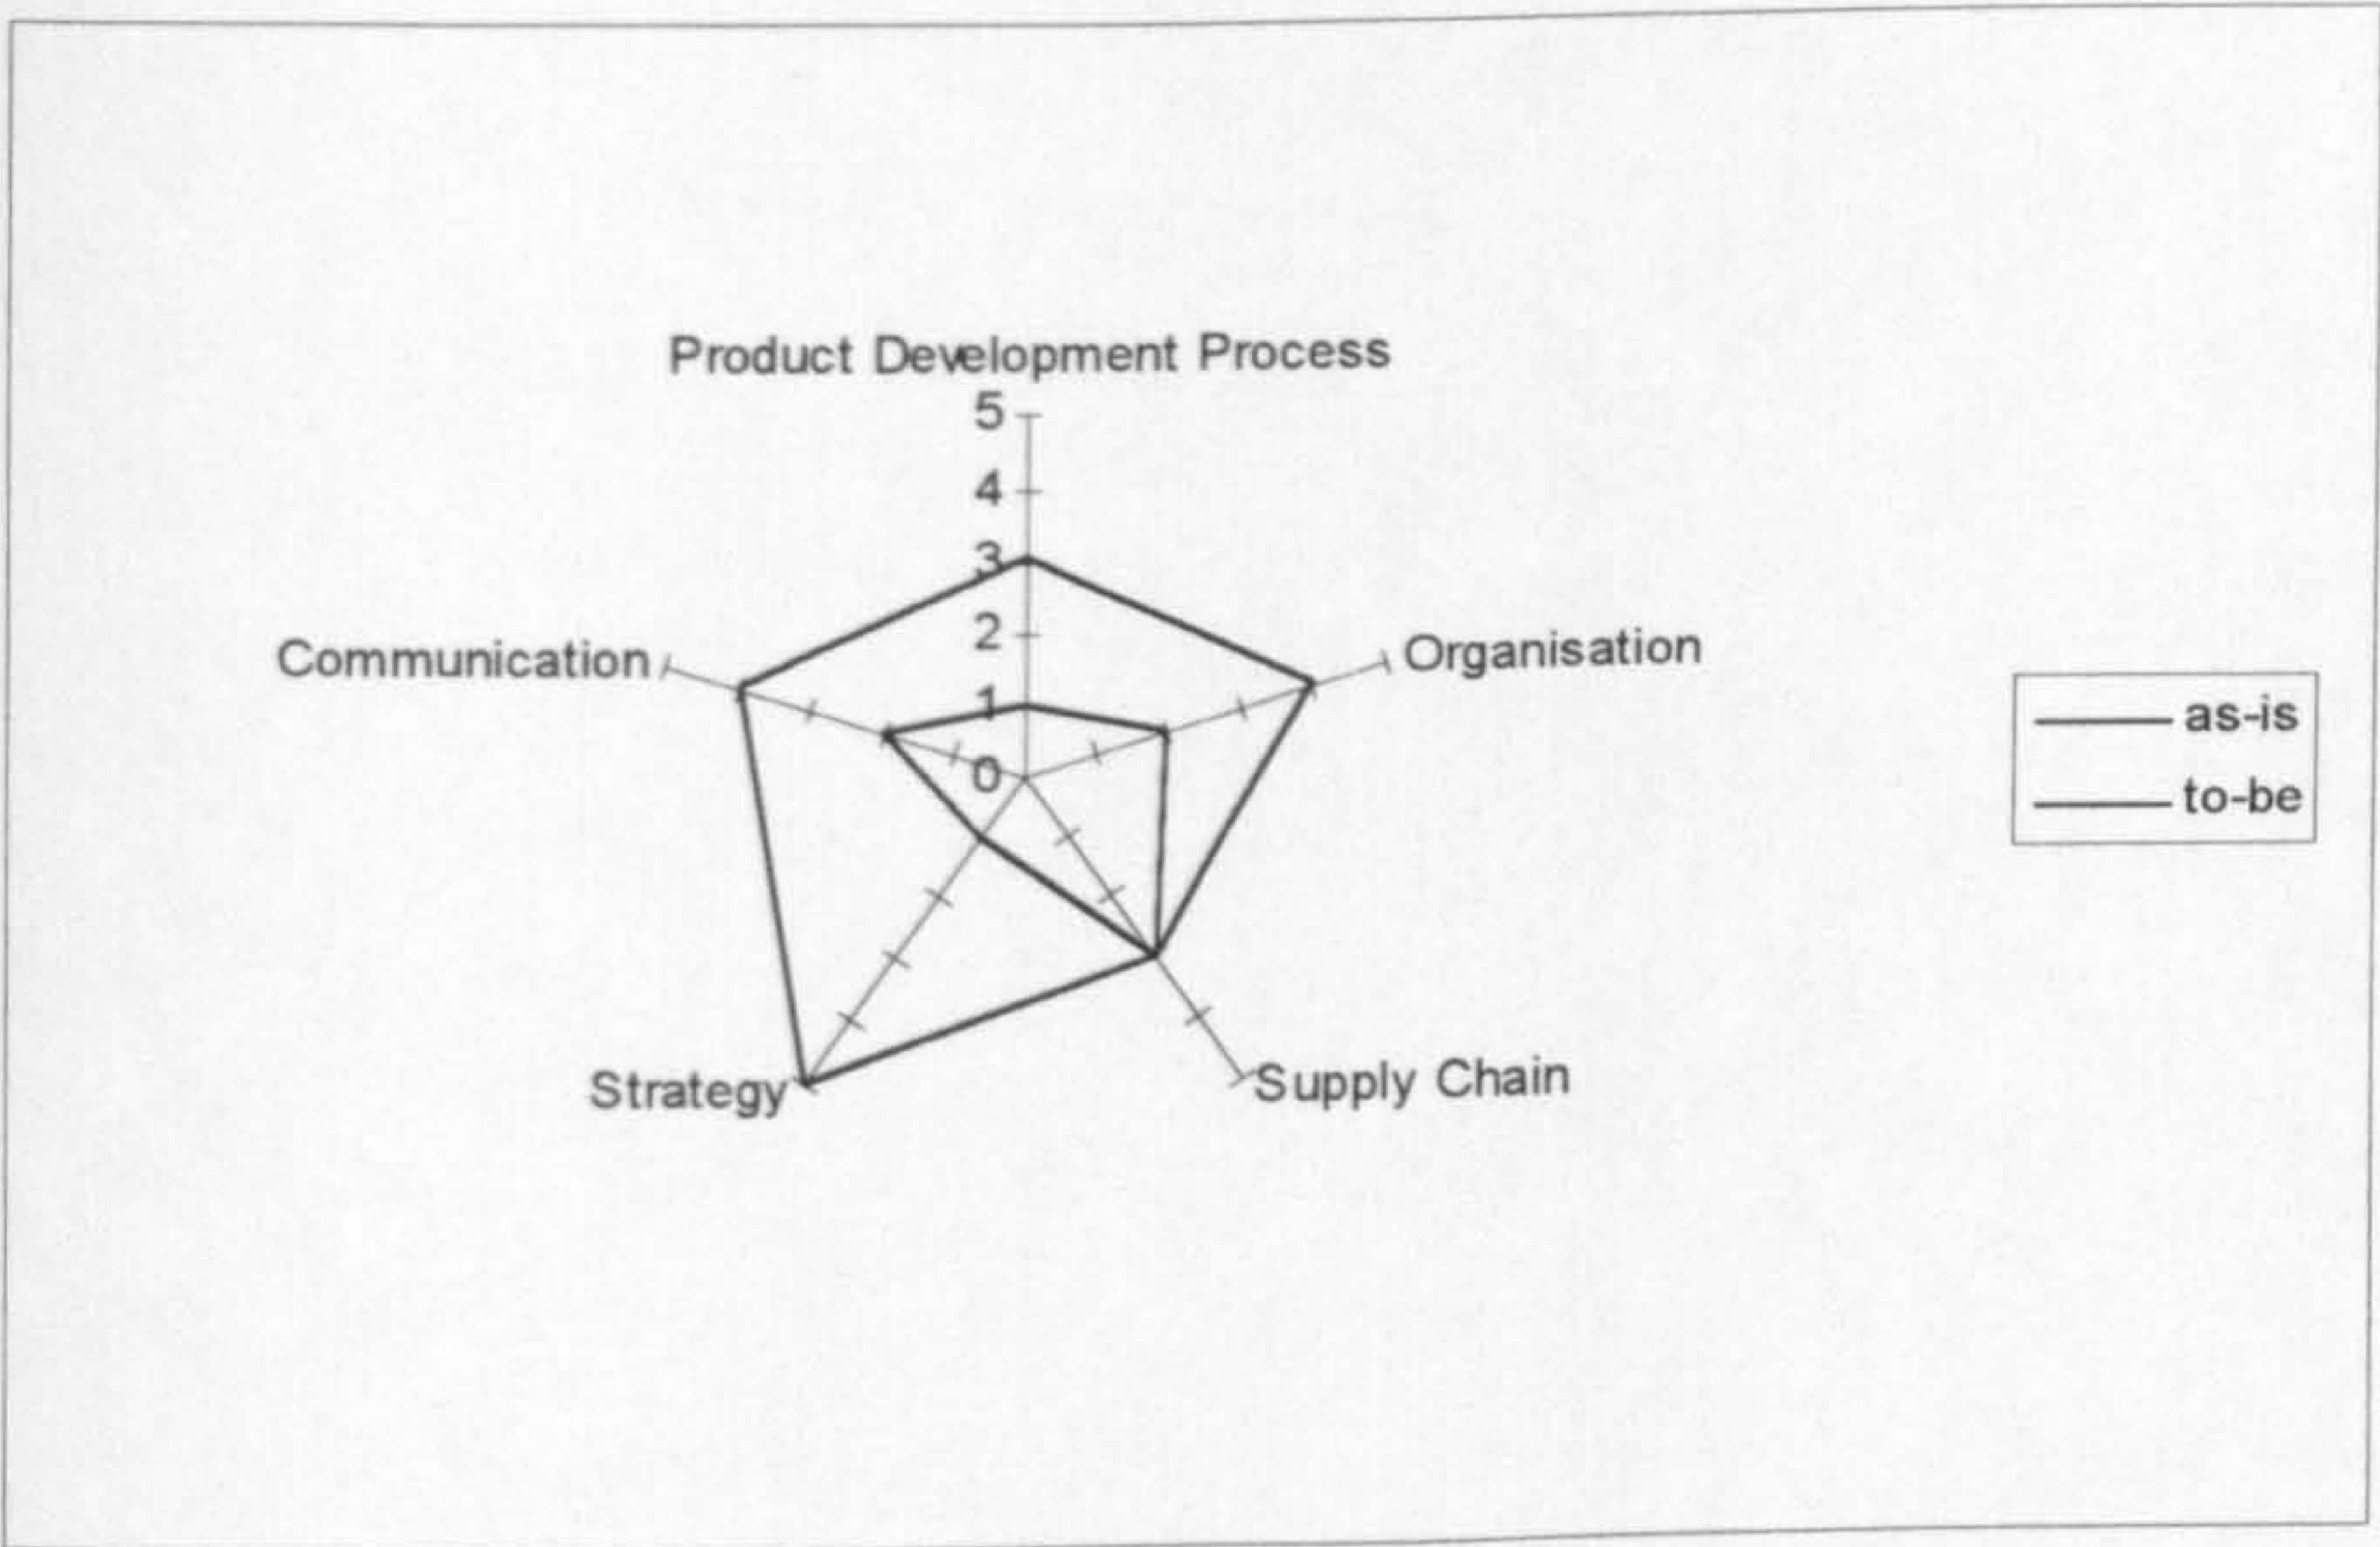 Product Development Process
5
4
3
2
1
0
Communication
Organisation
Strategy
Supply Chain
as-is
to-be